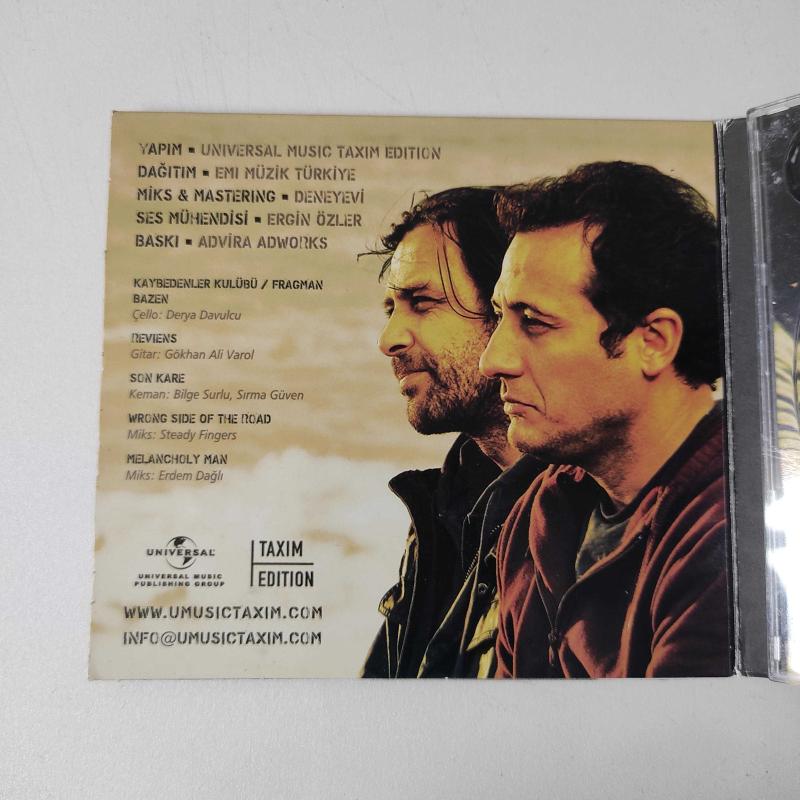 YAPIM ▪ UNIVERSAL MUSIC TAXIM EDITION
DAĞITIM ▪ EMI MÜZİK TÜRKİYE
MİKS & MASTERING ▪ DENEYEVİ
SES MÜHENDİSİ ▪ ERGİN ÖZLER
BASKI ▪ ADVİRA ADWORKS
KAYBEDENLER KULÜBÜ / FRAGMAN
BAZEN
Çello: Derya Davulcu
REVIENS
Gitar: Gökhan Ali Varol
SON KARE
Keman: Bilge Surlu, Sırma Güven
WRONG SIDE OF THE ROAD
Miks: Steady Fingers
MELANCHOLY MAN
Miks: Erdem Dağlı
UNIVERSAL
UNIVERSAL MUSIC
PUBLISHING GROUP
TAXIM
EDITION
WWW.UMUSICTAXIM.COM
INFO@UMUSICTAXIM.COM